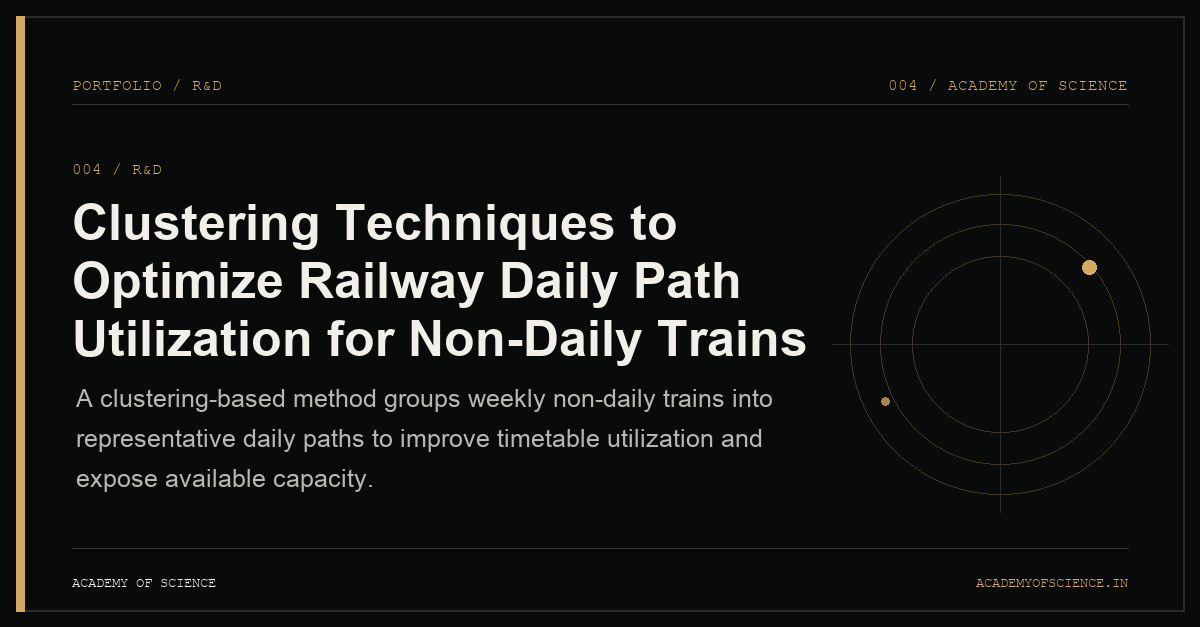 PORTFOLIO / R&D
004 / ACADEMY OF SCIENCE
004 / R&D
Clustering Techniques to
Optimize Railway Daily Path
Utilization for Non-Daily Trains
A clustering-based method groups weekly non-daily trains into
representative daily paths to improve timetable utilization and
expose available capacity.
ACADEMY OF SCIENCE
ACADEMYOFSCIENCE.IN